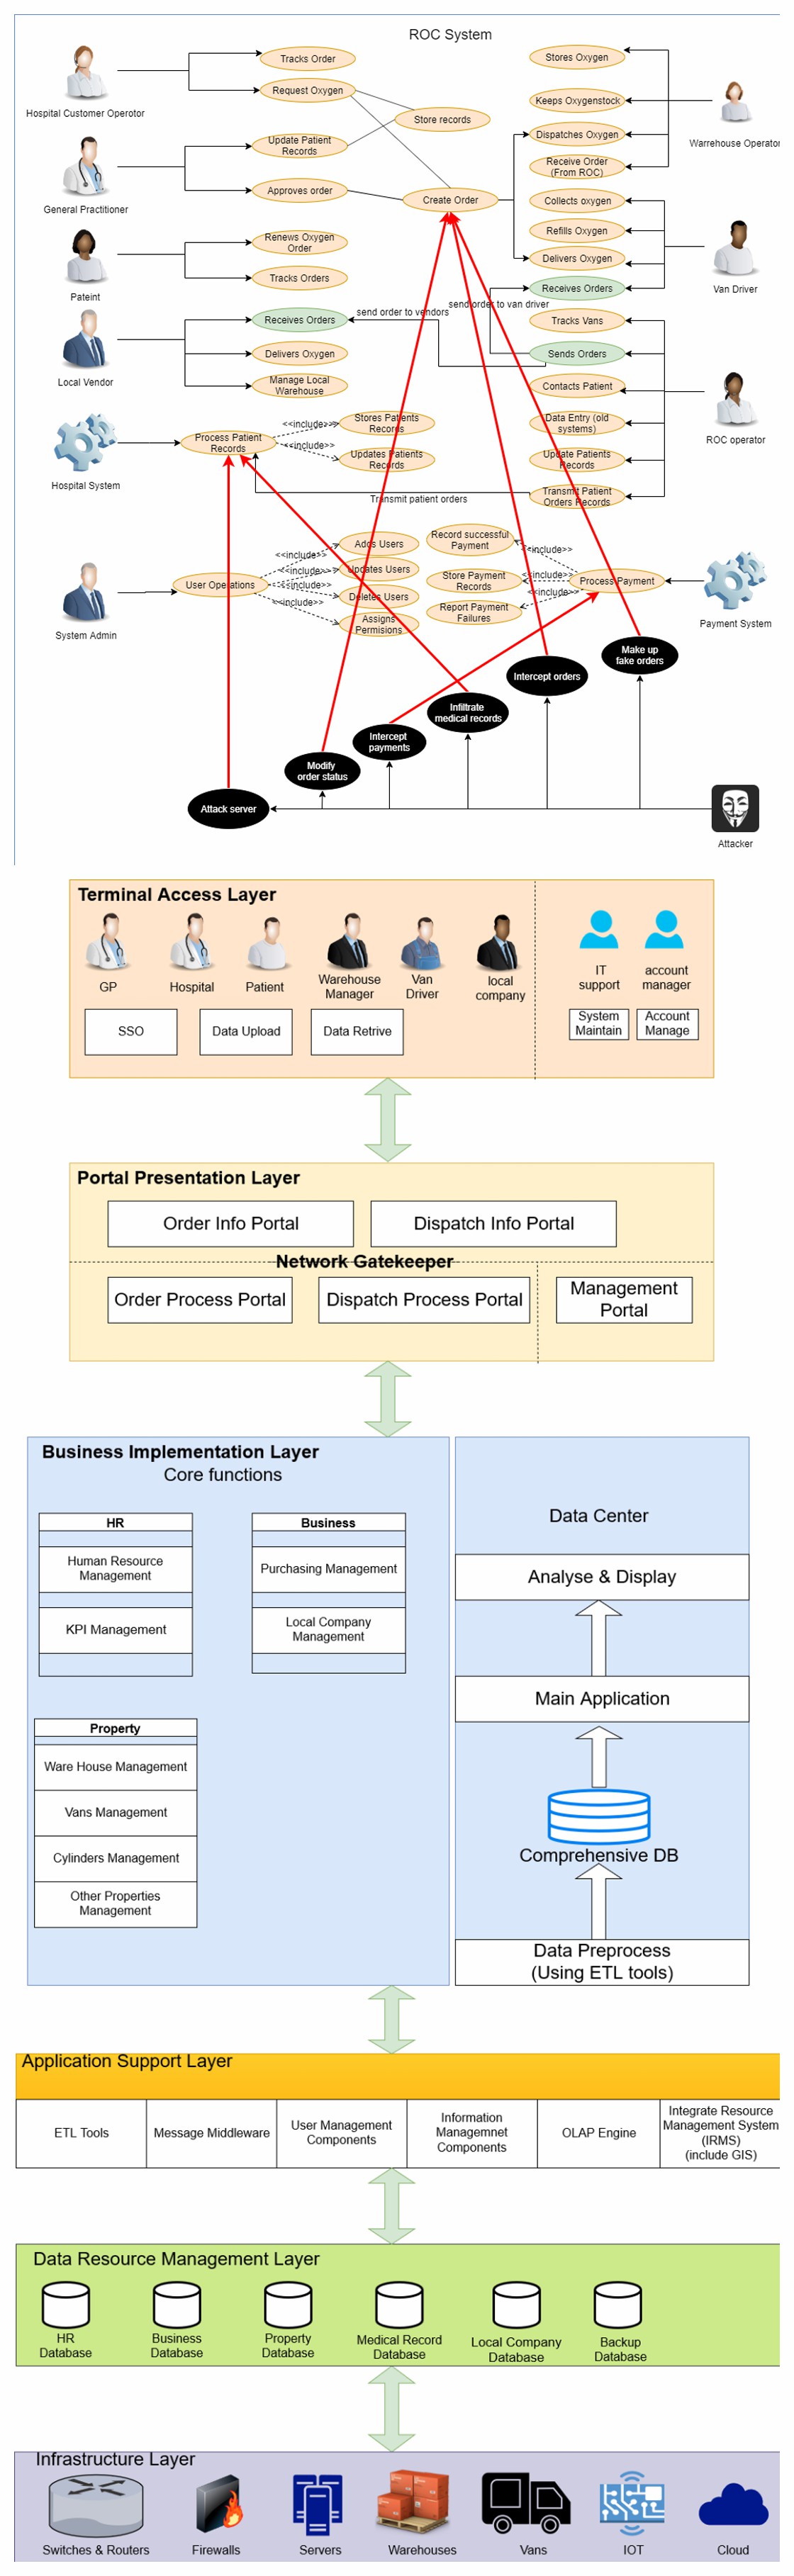 ROC System
Hospital Customer Operotor
General Practitioner
Pateint
Local Vendor
Hospital System
System Admin
Tracks Order
Request Oxygen
Store records
Update Patient
Records
Approves order
Create Order
Renews Oxygen
Order
Tracks Orders
Receives Orders
send order to vendors
send order to van driver
Delivers Oxygen
Manage Local
Warehouse
Process Patient
Records
<<include>>
<<include>>
Stores Patients
Records
Updates Patients
Records
Transmit patient orders
User Operations
<<include>>
<<include>>
<<include>>
<<include>>
Adds Users
Updates Users
Deletes Users
Assigns
Permisions
Stores Oxygen
Keeps Oxygenstock
Dispatches Oxygen
Receive Order
(From ROC)
Warrehouse Operator
Collects oxygen
Refills Oxygen
Delivers Oxygen
Receives Orders
Van Driver
Tracks Vans
Sends Orders
Contacts Patient
Data Entry (old
systems)
Update Patients
Records
Transmit Patient
Orders Records
ROC operator
Record successful
Payment
Store Payment
Records
Report Payment
Failures
<<include>>
<<include>>
<<include>>
Process Payment
Payment System
Make up
fake orders
Intercept orders
Infiltrate
medical records
Intercept
payments
Modify
order status
Attack server
Attacker
Terminal Access Layer
GP
Hospital
Patient
Warehouse
Manager
Van
Driver
local
company
IT
support
account
manager
SSO
Data Upload
Data Retrive
System
Maintain
Account
Manage
Portal Presentation Layer
Order Info Portal
Dispatch Info Portal
Network Gatekeeper
Order Process Portal
Dispatch Process Portal
Management
Portal
Business Implementation Layer
Core functions
HR
Human Resource
Management
KPI Management
Business
Purchasing Management
Local Company
Management
Property
Ware House Management
Vans Management
Cylinders Management
Other Properties
Management
Data Center
Analyse & Display
Main Application
Comprehensive DB
Data Preprocess
(Using ETL tools)
Application Support Layer
ETL Tools
Message Middleware
User Management
Components
Information
Managemnet
Components
OLAP Engine
Integrate Resource
Management System
(IRMS)
(include GIS)
Data Resource Management Layer
HR
Database
Business
Database
Property
Database
Medical Record
Database
Local Company
Database
Backup
Database
Infrastructure Layer
Switches & Routers
Firewalls
Servers
Warehouses
Vans
IOT
Cloud